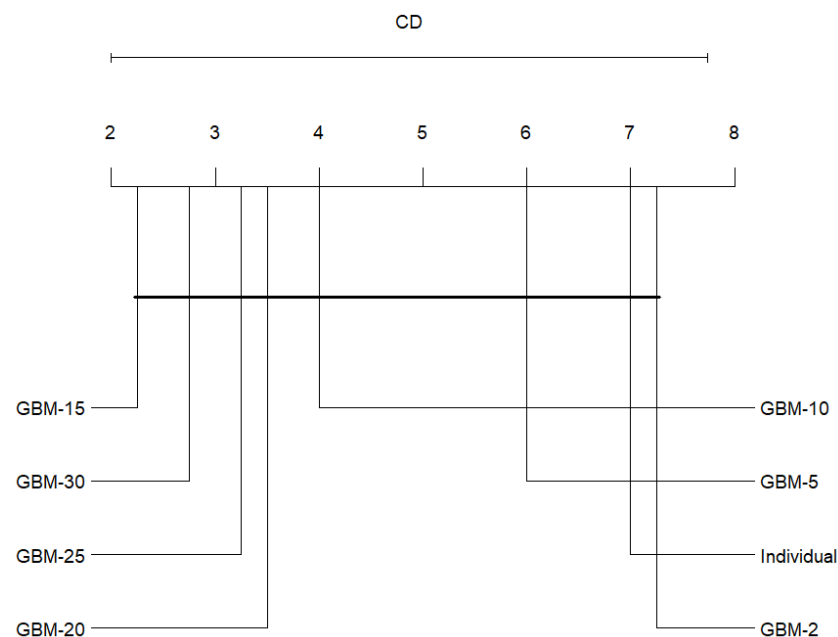 CD
2 3 4 5 6 7 8
GBM-15 GBM-10
GBM-30 GBM-5
GBM-25 Individual
GBM-20 GBM-2